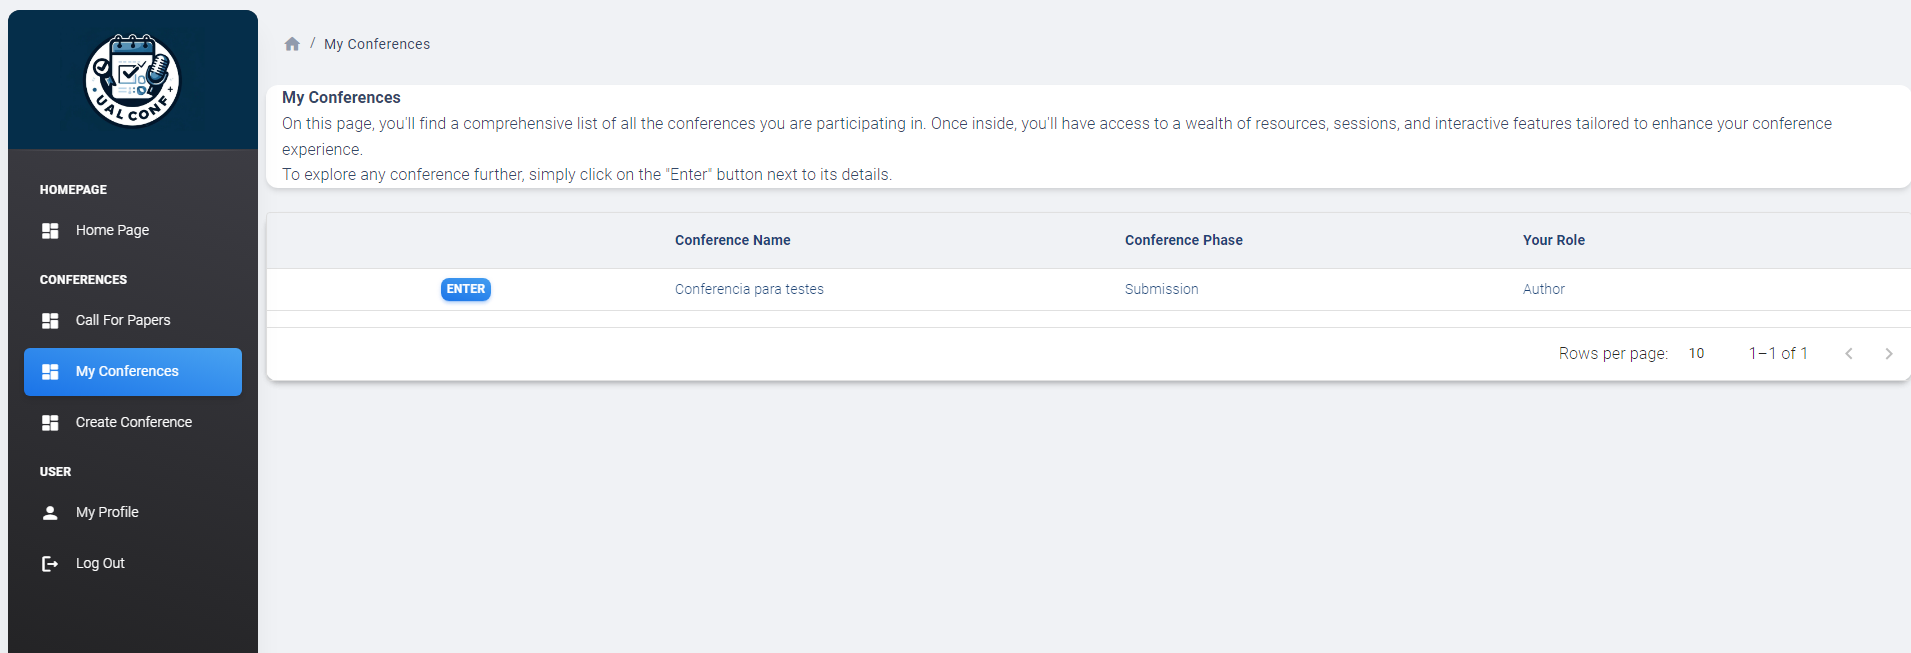 UAL CONF
HOMEPAGE
Home Page
CONFERENCES
Call For Papers
My Conferences
Create Conference
USER
My Profile
Log Out
/ My Conferences
My Conferences
On this page, you'll find a comprehensive list of all the conferences you are participating in. Once inside, you'll have access to a wealth of resources, sessions, and interactive features tailored to enhance your conference
experience.
To explore any conference further, simply click on the "Enter" button next to its details.
Conference Name Conference Phase Your Role
ENTER Conferencia para testes Submission Author
Rows per page: 10 1–1 of 1